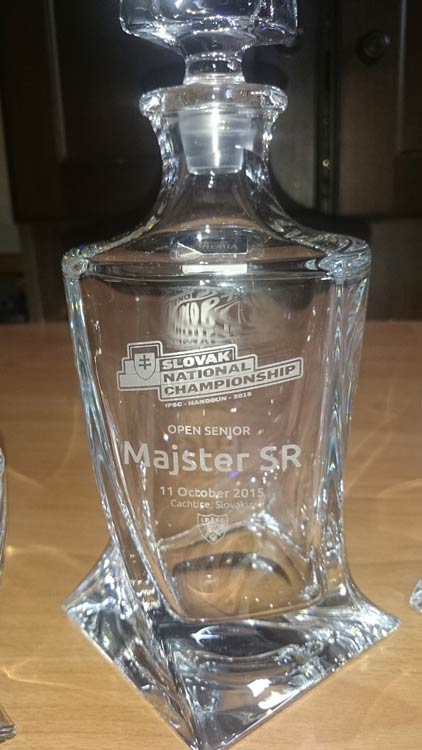 SLOVAK
NATIONAL
CHAMPIONSHIP
IPSC - HANDGUN - 2015
OPEN SENIOR
Majster SR
11 October 2015
Cachtice, Slovakia